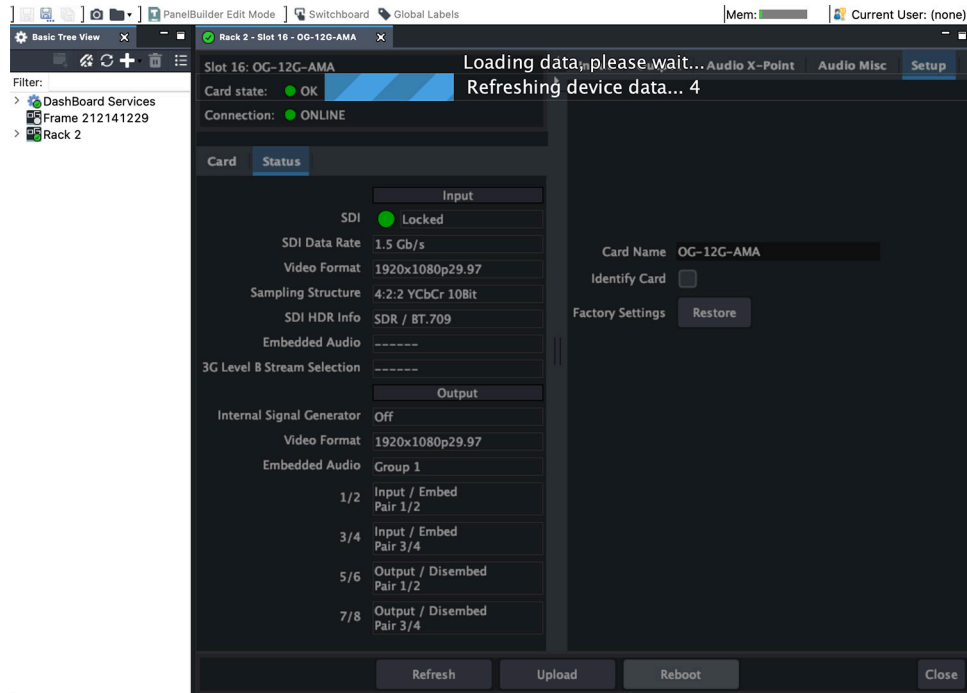 PanelBuilder Edit Mode Switchboard Global Labels Mem: Current User: (none)
Basic Tree View
Filter:
DashBoard Services
Frame 212141229
Rack 2
Rack 2 - Slot 16 - OG-12G-AMA
Slot 16: OG-12G-AMA
Card state: OK
Connection: ONLINE
Loading data, please wait...
Refreshing device data... 4
Audio X-Point Audio Misc Setup
Card Status
Input
SDI Locked
SDI Data Rate 1.5 Gb/s
Video Format 1920x1080p29.97
Sampling Structure 4:2:2 YCbCr 10Bit
SDI HDR Info SDR / BT.709
Embedded Audio ------
3G Level B Stream Selection ------
Output
Internal Signal Generator Off
Video Format 1920x1080p29.97
Embedded Audio Group 1
1/2 Input / Embed
Pair 1/2
3/4 Input / Embed
Pair 3/4
5/6 Output / Disembed
Pair 1/2
7/8 Output / Disembed
Pair 3/4
Card Name OG-12G-AMA
Identify Card
Factory Settings Restore
Refresh Upload Reboot Close